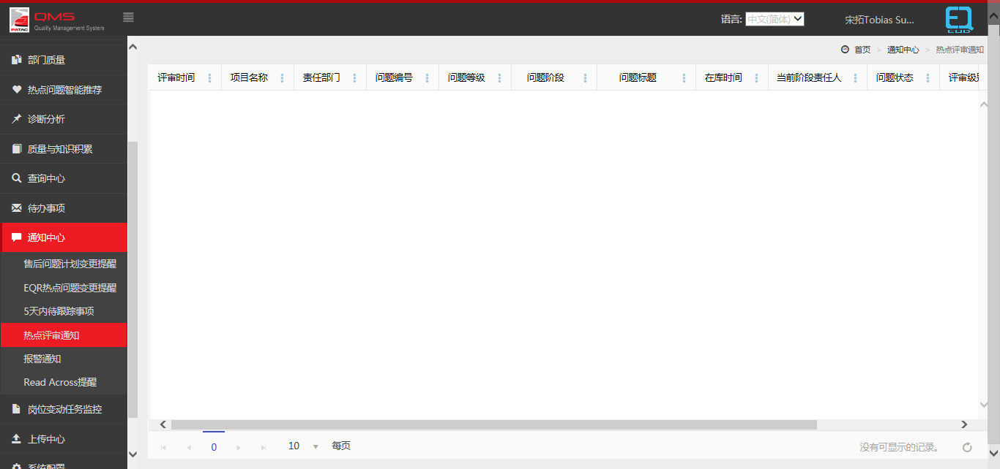 PATAC
QMS
Quality Management System
语言: 中文(简体)
宋拓Tobias Su...
EQ
首页 > 通知中心 > 热点评审通知
部门质量
热点问题智能推荐
诊断分析
质量与知识积累
查询中心
待办事项
通知中心
售后问题计划变更提醒
EQR热点问题变更提醒
5天内待跟踪事项
热点评审通知
报警通知
Read Across提醒
岗位变动任务监控
上传中心
系统配置
评审时间 项目名称 责任部门 问题编号 问题等级 问题阶段 问题标题 在库时间 当前阶段责任人 问题状态 评审级
0 10 每页 没有可显示的记录。